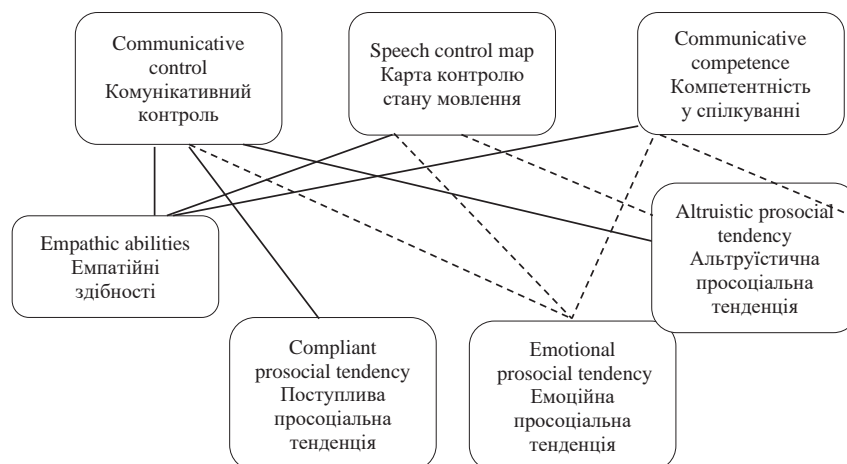 Communicative
control
Комунікативний
контроль
Speech control map
Карта контролю
стану мовлення
Communicative
competence
Компетентність
у спілкуванні
Empathic abilities
Емпатійні
здібності
Altruistic prosocial
tendency
Альтруїстична
просоціальна
тенденція
Compliant
prosocial tendency
Поступлива
просоціальна
тенденція
Emotional
prosocial tendency
Емоційна
просоціальна
тенденція